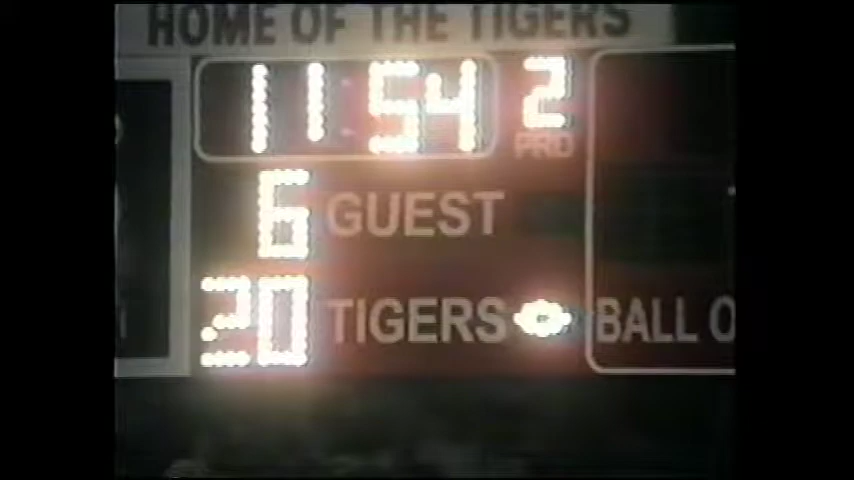 HOME OF THE TIGERS
11:54 2
PRD
6 GUEST
20 TIGERS BALL O